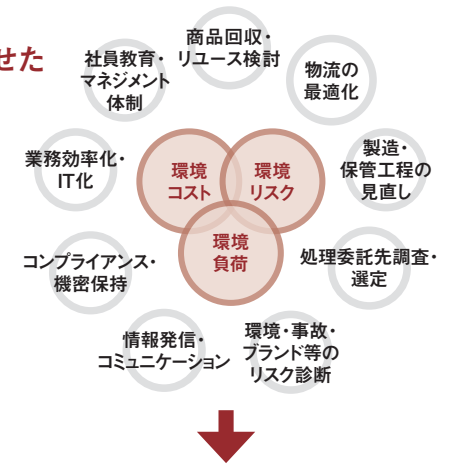 せた
商品回収・
リユース検討
社員教育・
マネジメント
体制
物流の
最適化
業務効率化・
IT化
環境
コスト
環境
リスク
製造・
保管工程の
見直し
環境
負荷
コンプライアンス・
機密保持
処理委託先調査・
選定
情報発信・
コミュニケーション
環境・事故・
ブランド等の
リスク診断